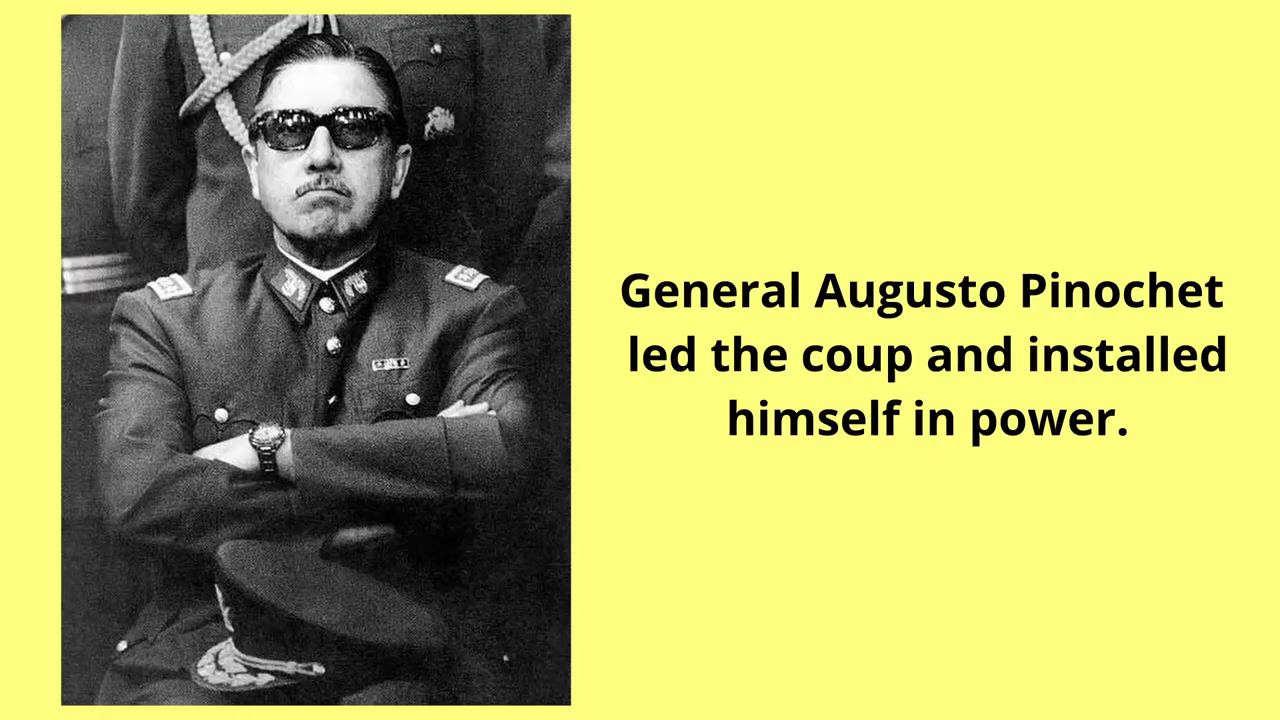 General Augusto Pinochet
led the coup and installed
himself in power.